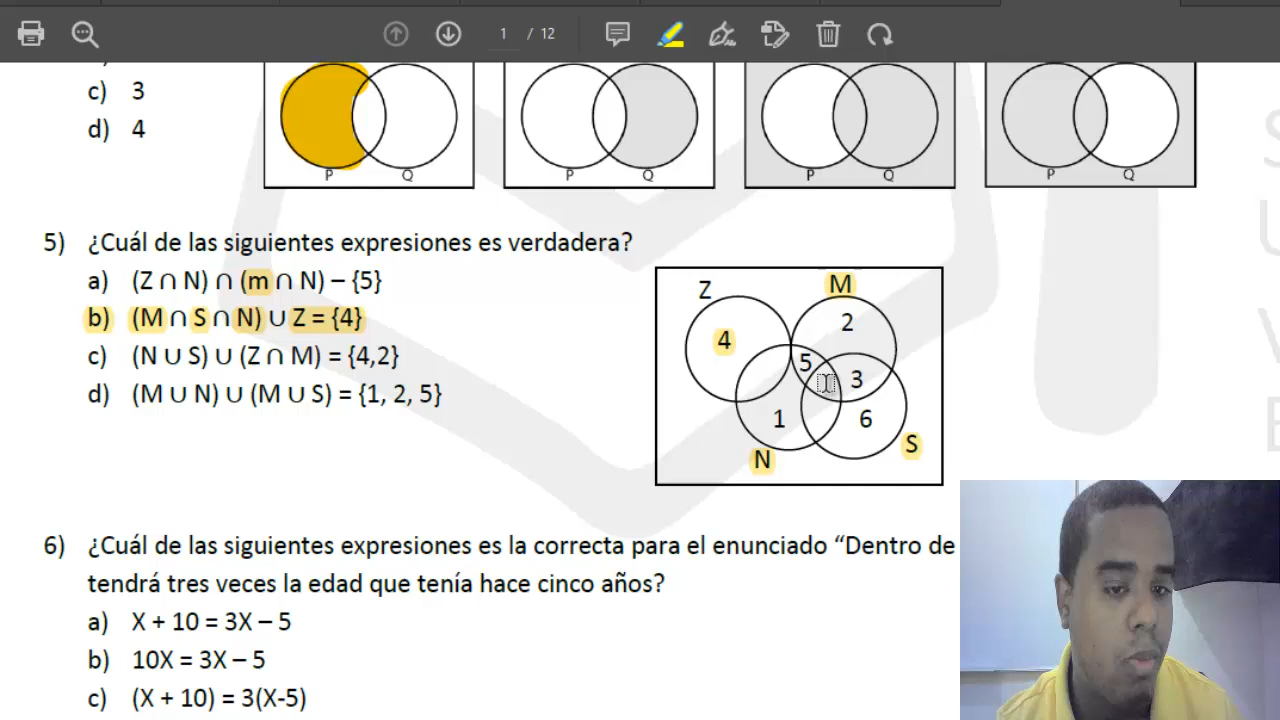 1 / 12
c) 3
d) 4
P Q
P Q
P Q
P Q
5) ¿Cuál de las siguientes expresiones es verdadera?
a) (Z ∩ N) ∩ (m ∩ N) – {5}
b) (M ∩ S ∩ N) ∪ Z = {4}
c) (N ∪ S) ∪ (Z ∩ M) = {4,2}
d) (M ∪ N) ∪ (M ∪ S) = {1, 2, 5}
Z M
2
4
5
3
1 6
N S
6) ¿Cuál de las siguientes expresiones es la correcta para el enunciado “Dentro de
tendrá tres veces la edad que tenía hace cinco años?
a) X + 10 = 3X – 5
b) 10X = 3X – 5
c) (X + 10) = 3(X-5)